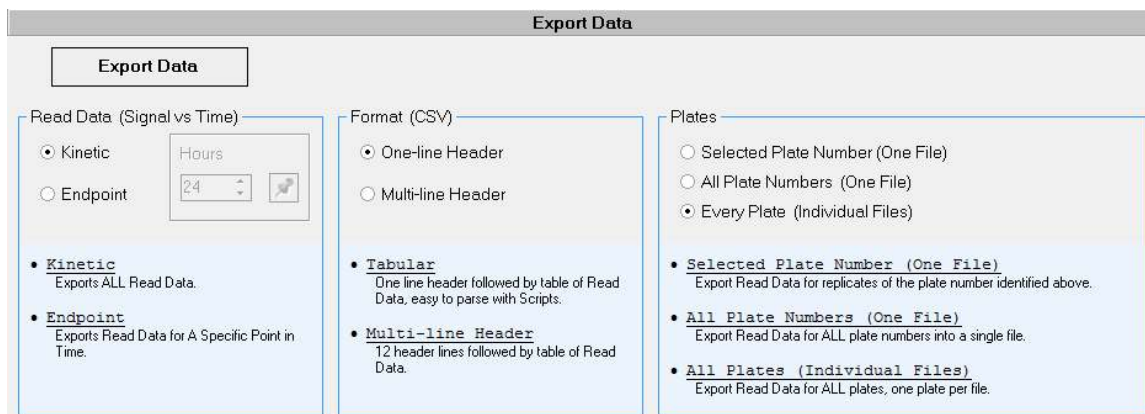 Export Data
Export Data
Read Data (Signal vs Time)
Kinetic
Endpoint
Hours
24
Format (CSV)
One-line Header
Multi-line Header
Plates
Selected Plate Number (One File)
All Plate Numbers (One File)
Every Plate (Individual Files)
• Kinetic
Exports ALL Read Data.
• Endpoint
Exports Read Data for A Specific Point in
Time.
• Tabular
One line header followed by table of Read
Data, easy to parse with Scripts.
• Multi-line Header
12 header lines followed by table of Read
Data.
• Selected Plate Number (One File)
Export Read Data for replicates of the plate number identified above.
• All Plate Numbers (One File)
Export Read Data for ALL plate numbers into a single file.
• All Plates (Individual Files)
Export Read Data for ALL plates, one plate per file.